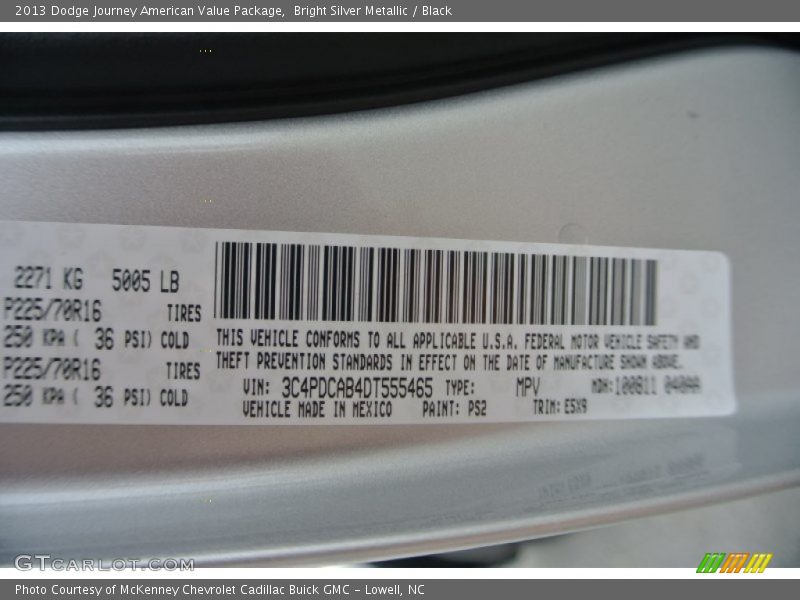 2013 Dodge Journey American Value Package,  Bright Silver Metallic / Black
2271 KG 5005 LB
P225/70R16 TIRES
250 KPA ( 36 PSI) COLD
P225/70R16 TIRES
250 KPA ( 36 PSI) COLD
THIS VEHICLE CONFORMS TO ALL APPLICABLE U.S.A. FEDERAL MOTOR VEHICLE SAFETY AND
THEFT PREVENTION STANDARDS IN EFFECT ON THE DATE OF MANUFACTURE SHOWN ABOVE.
VIN: 3C4PDCAB4DT555465 TYPE: MPV MDH:100811 040AA
VEHICLE MADE IN MEXICO PAINT: PS2 TRIM: E5X9
GTCARLOT.COM
Photo Courtesy of McKenney Chevrolet Cadillac Buick GMC - Lowell, NC